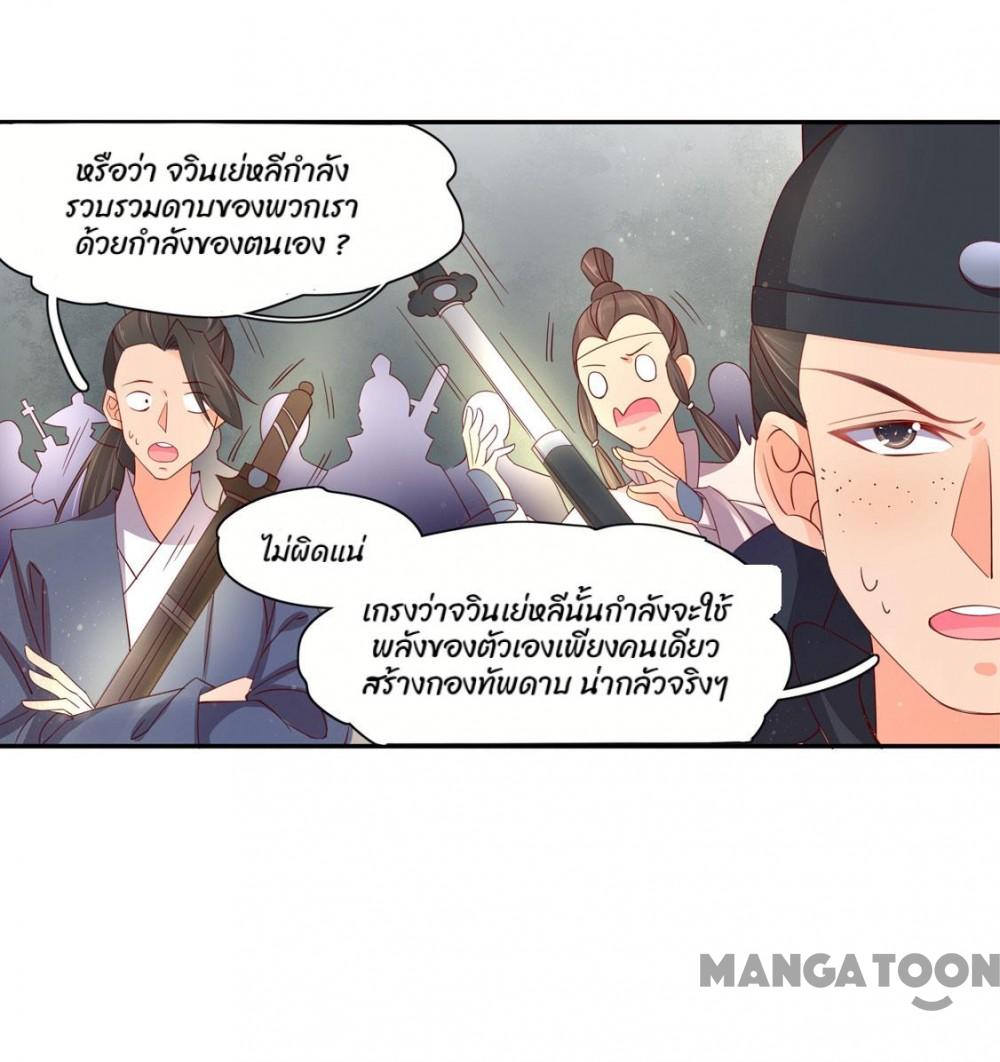 หรือว่า จวินเย่หลีกำลัง
รวบรวมดาบของพวกเรา
ด้วยกำลังของตนเอง ?
ไม่ผิดแน่
เกรงว่าจวินเย่หลีนั้นกำลังจะใช้
พลังของตัวเองเพียงคนเดียว
สร้างกองทัพดาบ น่ากลัวจริงๆ
MANGA TOON